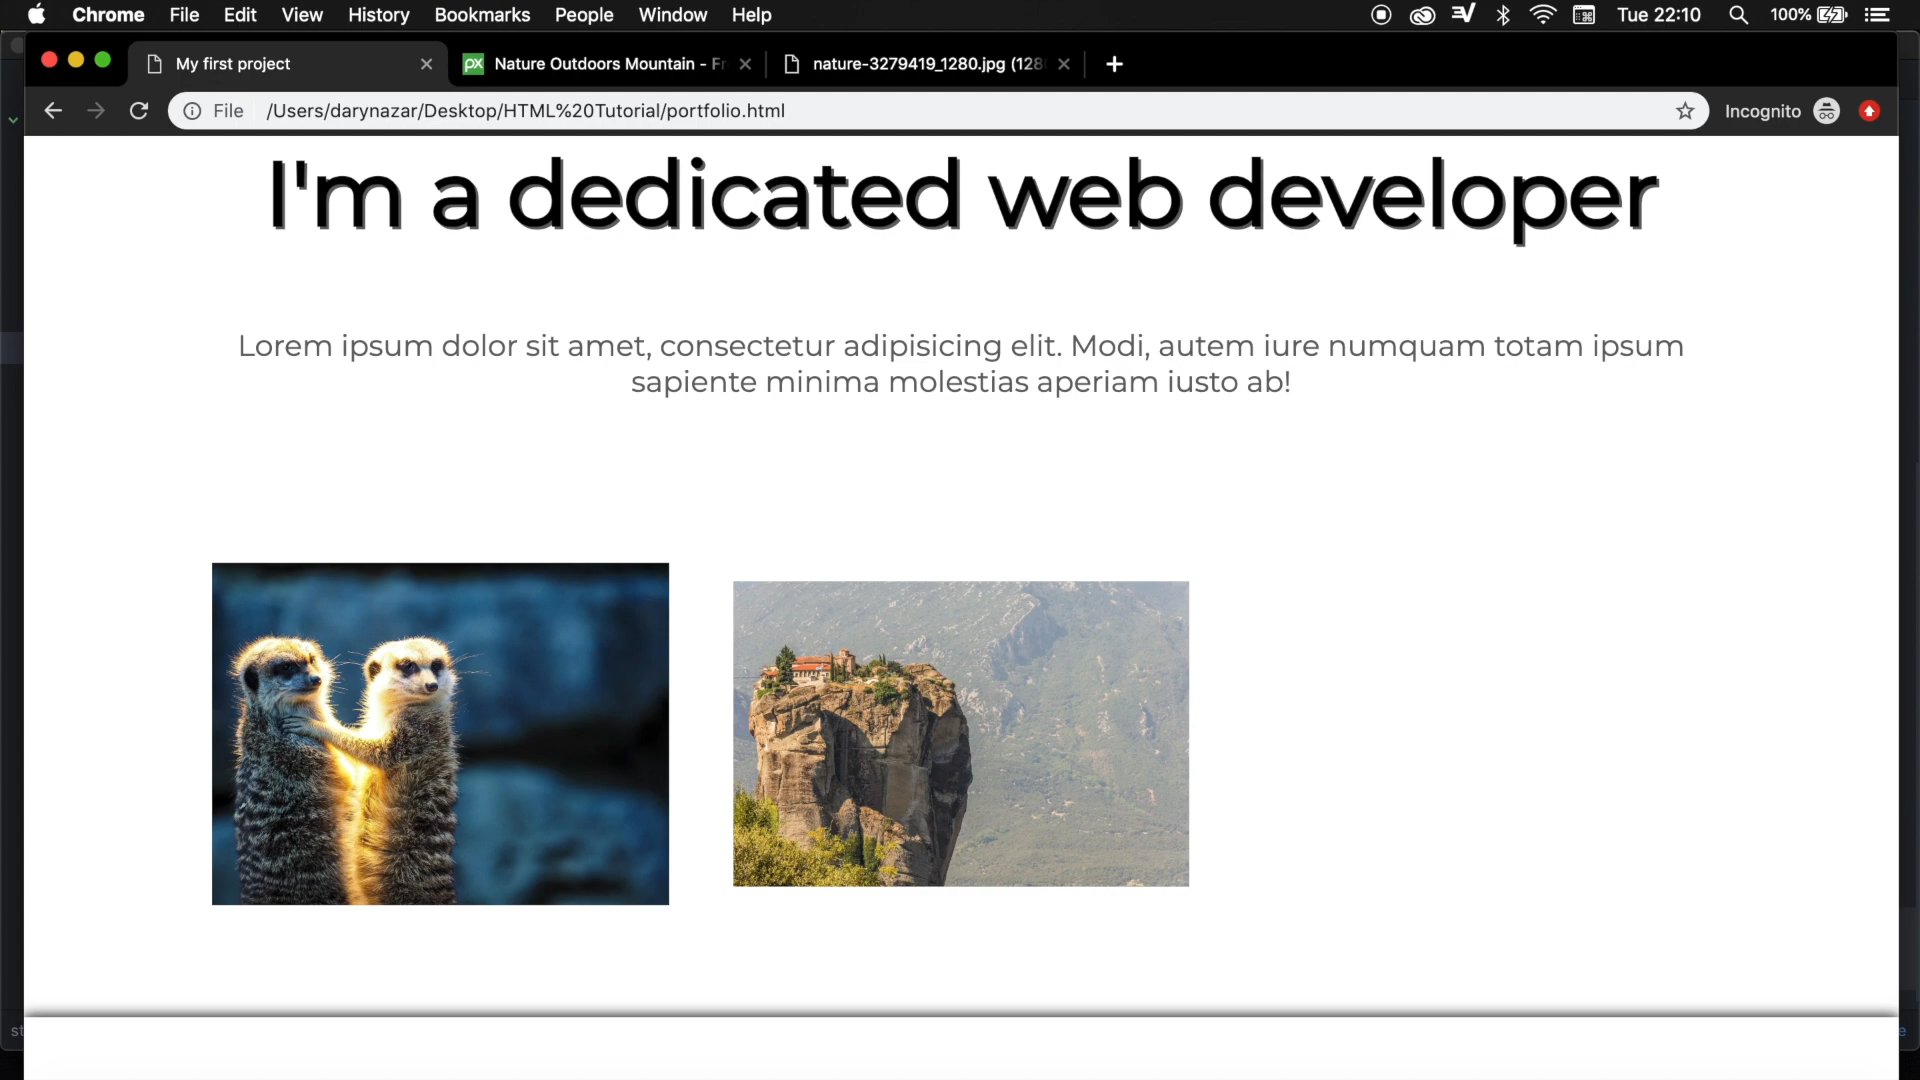 Chrome File Edit View History Bookmarks People Window Help Tue 22:10 100%
My first project
px Nature Outdoors Mountain - Fr
nature-3279419_1280.jpg (128
File /Users/darynazar/Desktop/HTML%20Tutorial/portfolio.html Incognito
I'm a dedicated web developer
Lorem ipsum dolor sit amet, consectetur adipisicing elit. Modi, autem iure numquam totam ipsum
sapiente minima molestias aperiam iusto ab!
st
e